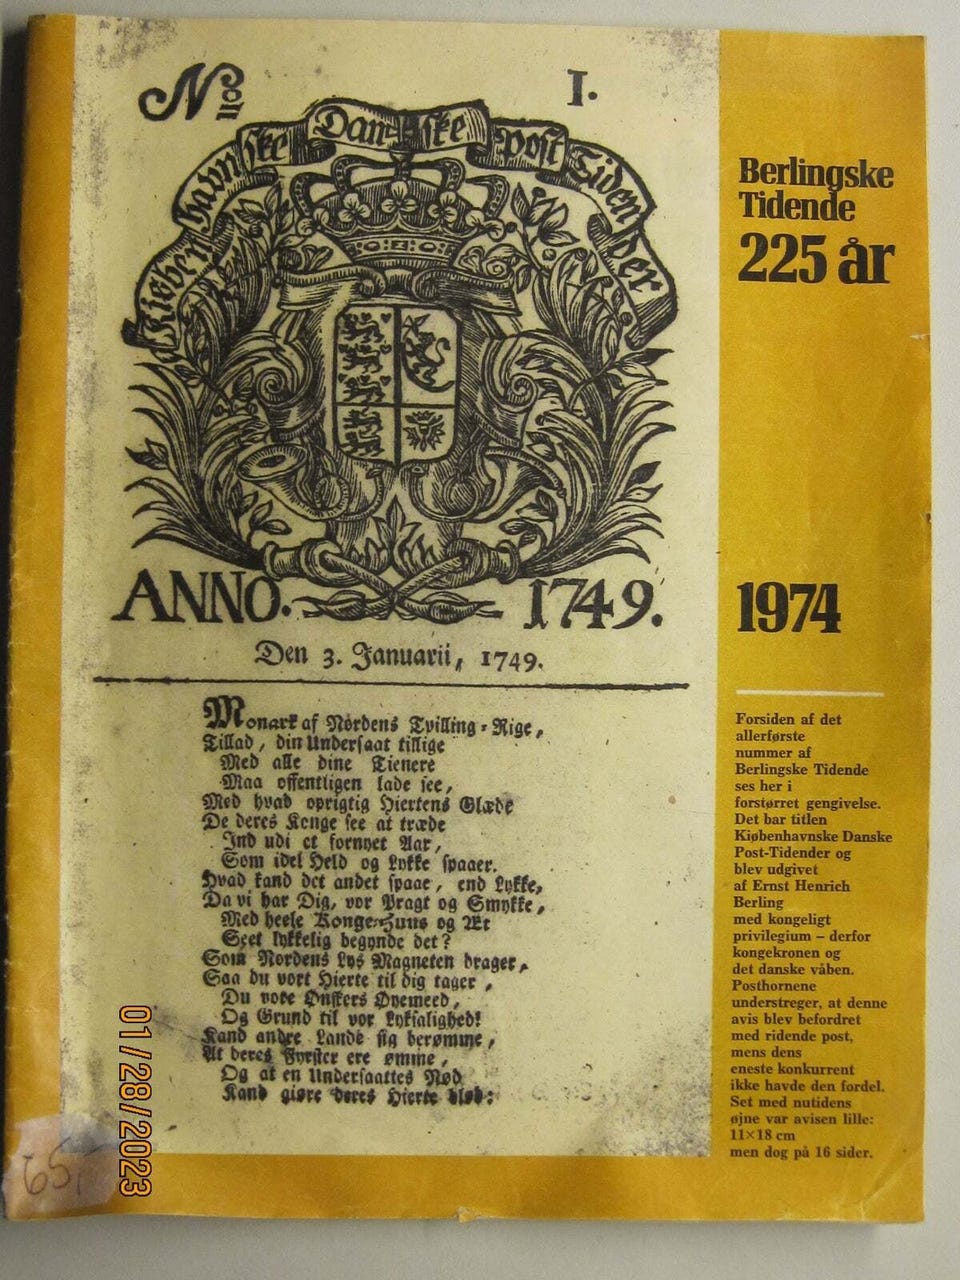 No. I.
Kiøbenhavnske Danske Post Tidender
ANNO. 1749.
Den 3. Januarii, 1749.
Monark af Nordens Tvilling-Rige,
Tillad, din Undersaat tillige
Med alle dine Tienere
Maa offentligen lade see,
Med hvad oprigtig Hiertens Glæde
De deres Konge see at træde
Ind udi et fornyet Aar,
Som idel Held og Lykke spaaer.
Hvad kand det andet spaae, end Lykke,
Da vi har Dig, vor Pragt og Smykke,
Med heele Konge-Huus og Æt
Seet lykkelig begynde det?
Som Nordens Lys Magneten drager,
Saa du vort Hierte til dig tager,
Du vore Ønskers Øyemeed,
Og Grund til vor Lyksalighed!
Kand andre Lande sig berømme,
At deres Fyrster ere ømme,
Og at en Undersaattes Nød
Kand giøre deres Hierte blød:
Berlingske
Tidende
225 år
1974
Forsiden af det
allerførste
nummer af
Berlingske Tidende
ses her i
forstørret gengivelse.
Det bar titlen
Kiøbenhavnske Danske
Post-Tidender og
blev udgivet
af Ernst Henrich
Berling
med kongeligt
privilegium – derfor
kongekronen og
det danske våben.
Posthornene
understreger, at denne
avis blev befordret
med ridende post,
mens dens
eneste konkurrent
ikke havde den fordel.
Set med nutidens
øjne var avisen lille:
11×18 cm
men dog på 16 sider.
65,-
01/28/2023